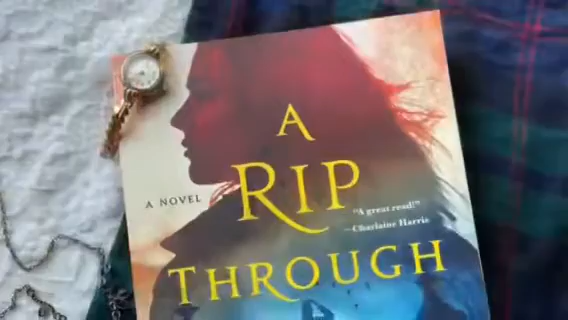 A
RIP
A NOVEL
"A great read!"
—Charlaine Harris
THROUGH